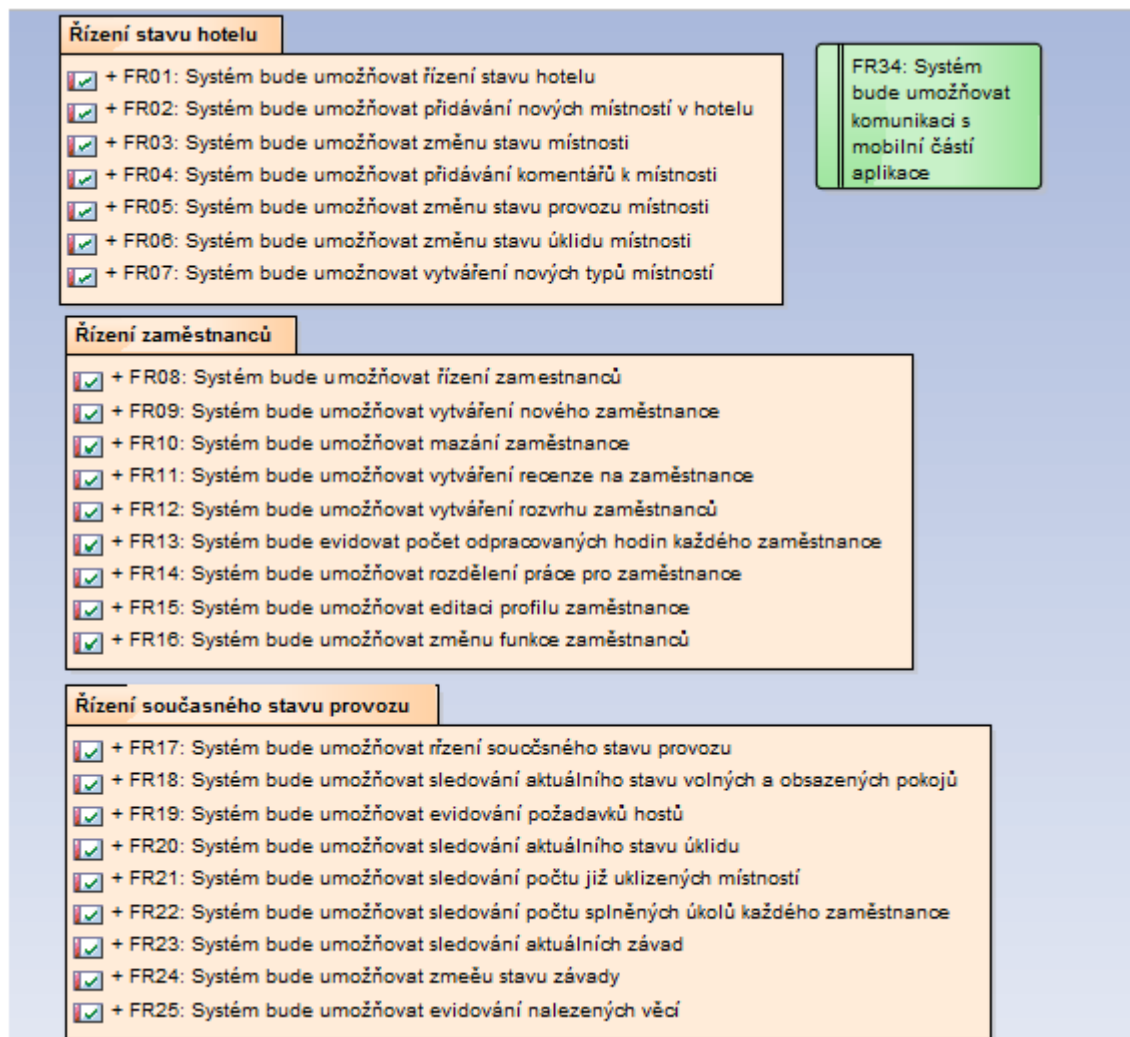 Řízení stavu hotelu
+ FR01: Systém bude umožňovat řízení stavu hotelu
+ FR02: Systém bude umožňovat přidávání nových místností v hotelu
+ FR03: Systém bude umožňovat změnu stavu místnosti
+ FR04: Systém bude umožňovat přidávání komentářů k místnosti
+ FR05: Systém bude umožňovat změnu stavu provozu místnosti
+ FR06: Systém bude umožňovat změnu stavu úklidu místnosti
+ FR07: Systém bude umožnovat vytváření nových typů místností
FR34: Systém
bude umožňovat
komunikaci s
mobilní částí
aplikace
Řízení zaměstnanců
+ FR08: Systém bude umožňovat řízení zamestnanců
+ FR09: Systém bude umožňovat vytváření nového zaměstnance
+ FR10: Systém bude umožňovat mazání zaměstnance
+ FR11: Systém bude umožňovat vytváření recenze na zaměstnance
+ FR12: Systém bude umožňovat vytváření rozvrhu zaměstnanců
+ FR13: Systém bude evidovat počet odpracovaných hodin každého zaměstnance
+ FR14: Systém bude umožňovat rozdělení práce pro zaměstnance
+ FR15: Systém bude umožňovat editaci profilu zaměstnance
+ FR16: Systém bude umožňovat změnu funkce zaměstnanců
Řízení současného stavu provozu
+ FR17: Systém bude umožňovat rřzení soucčsného stavu provozu
+ FR18: Systém bude umožňovat sledování aktuálního stavu volných a obsazených pokojů
+ FR19: Systém bude umožňovat evidování požadavků hostů
+ FR20: Systém bude umožňovat sledování aktuálního stavu úklidu
+ FR21: Systém bude umožňovat sledování počtu již uklizených místností
+ FR22: Systém bude umožňovat sledování počtu splněných úkolů každého zaměstnance
+ FR23: Systém bude umožňovat sledování aktuálních závad
+ FR24: Systém bude umožňovat zmeěu stavu závady
+ FR25: Systém bude umožňovat evidování nalezených věcí